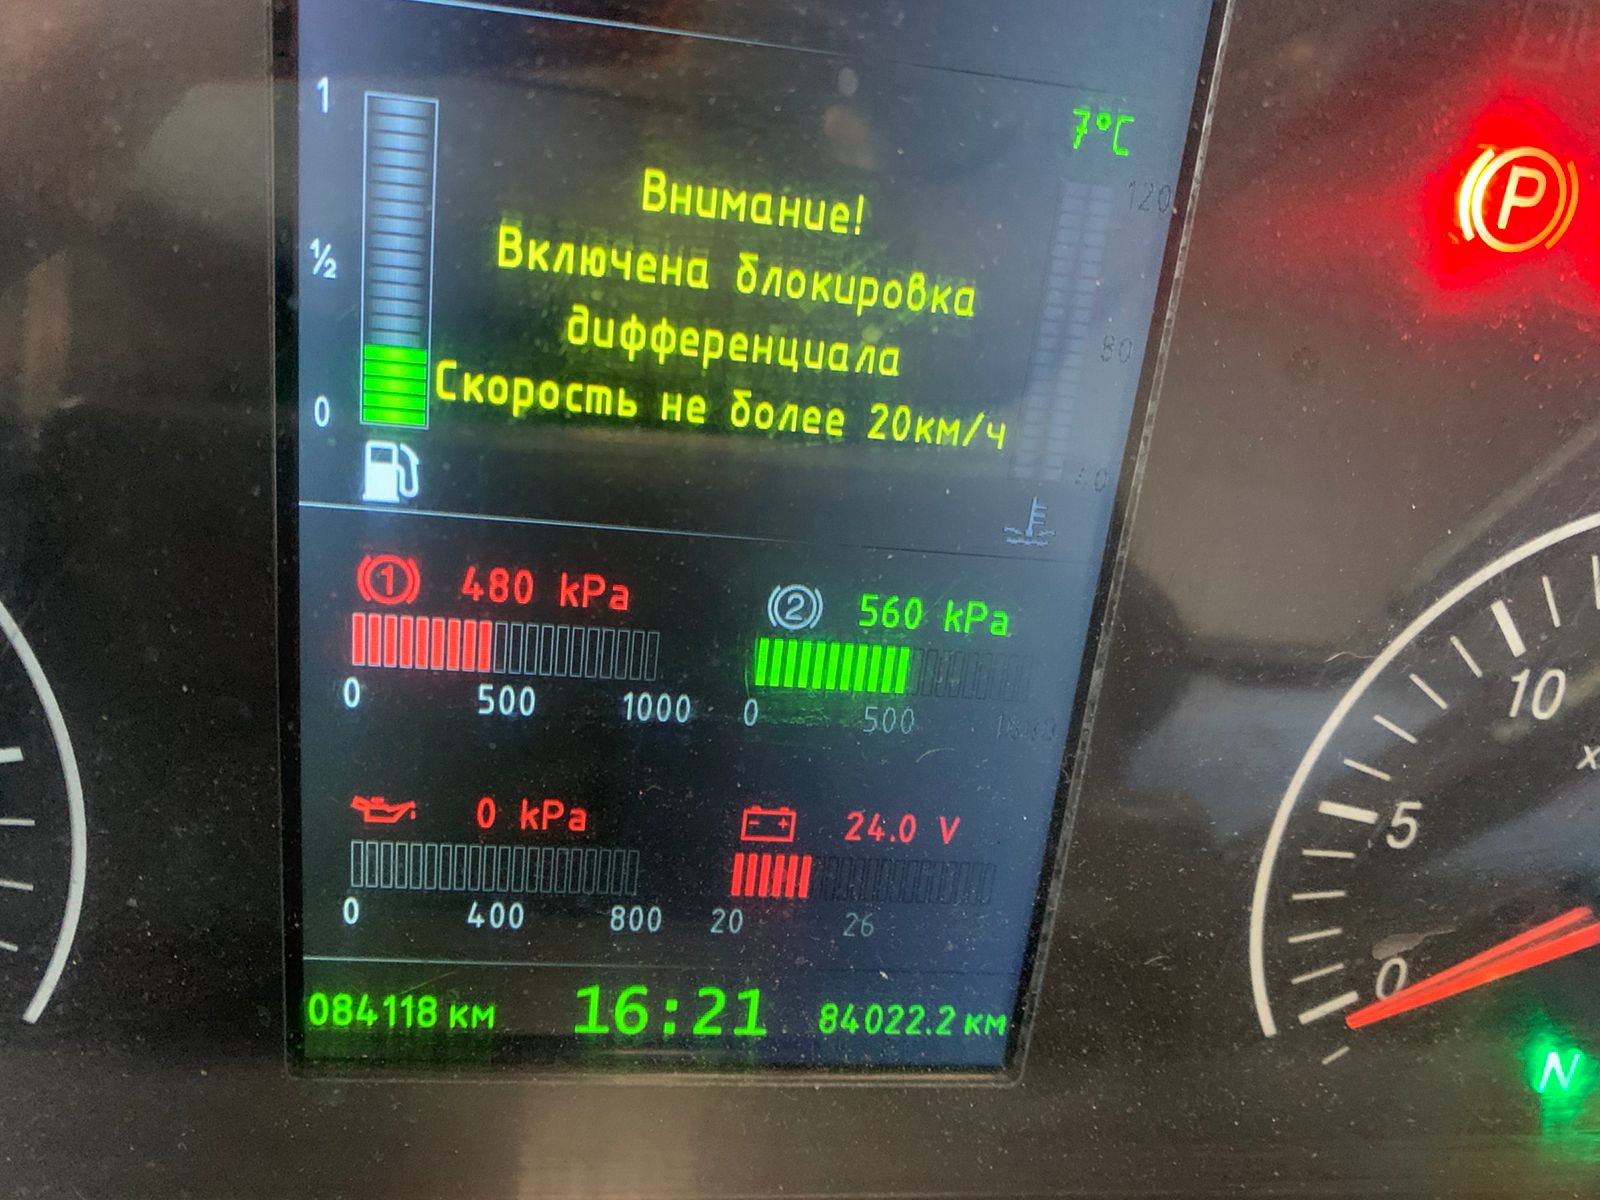 1
7°C
120
Внимание!
Включена блокировка
½
дифференциала
80
Скорость не более 20км/ч
0
40
1 480 kPa
2 560 kPa
0 500 1000
0 500
10
0 kPa
24.0 V
5
0 400 800
20 26
0
084118 км 16:21 84022.2 км
P
N
x